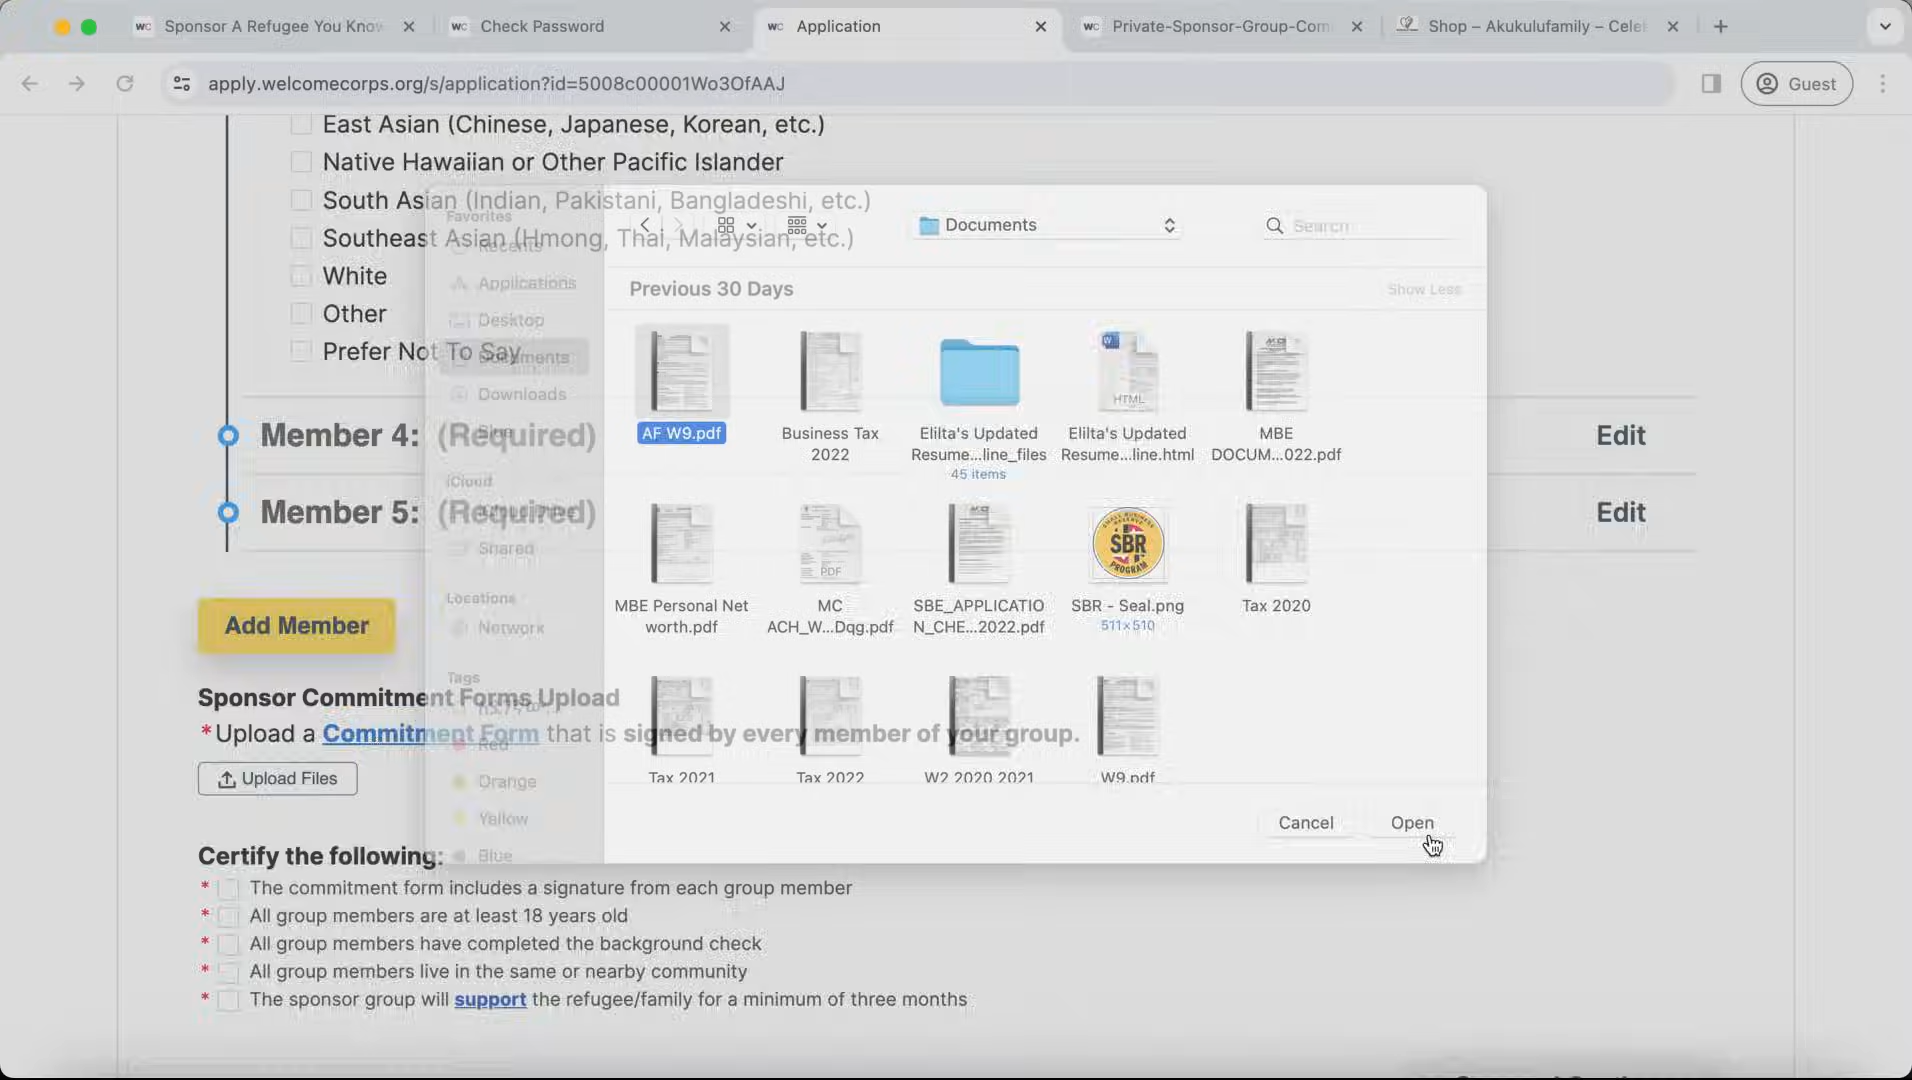 Sponsor A Refugee You Know
Check Password
Application
Private-Sponsor-Group-Com
Shop – Akukulufamily – Cele
apply.welcomecorps.org/s/application?id=5008c00001Wo3OfAAJ
Guest
East Asian (Chinese, Japanese, Korean, etc.)
Native Hawaiian or Other Pacific Islander
South Asian (Indian, Pakistani, Bangladeshi, etc.)
Southeast Asian (Hmong, Thai, Malaysian, etc.)
White
Other
Prefer Not To Say
Member 4: (Required)
Edit
Member 5: (Required)
Edit
Add Member
Sponsor Commitment Forms Upload
*Upload a Commitment Form that is signed by every member of your group.
Upload Files
Certify the following:
* The commitment form includes a signature from each group member
* All group members are at least 18 years old
* All group members have completed the background check
* All group members live in the same or nearby community
* The sponsor group will support the refugee/family for a minimum of three months
Favorites
Recents
Applications
Desktop
Documents
Downloads
iCloud
iCloud Drive
Shared
Locations
Network
Tags
Red
Orange
Yellow
Blue
Documents
Search
Previous 30 Days
Show Less
AF W9.pdf
Business Tax
2022
Elilta's Updated
Resume...line_files
45 items
Elilta's Updated
Resume...line.html
HTML
MBE
DOCUM...022.pdf
MBE Personal Net
worth.pdf
PDF
MC
ACH_W...Dqg.pdf
SBE_APPLICATIO
N_CHE...2022.pdf
SBR
PROGRAM
SBR - Seal.png
511×510
Tax 2020
Tax 2021
Tax 2022
W2 2020 2021
W9.pdf
Cancel
Open